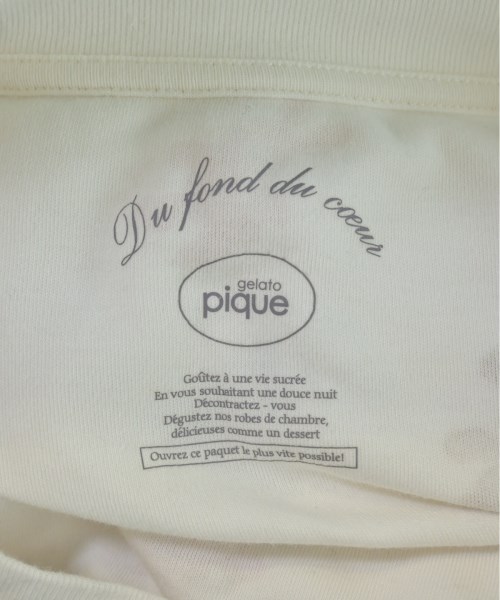 Du fond du cœur
gelato
pique
Goûtez à une vie sucrée
En vous souhaitant une douce nuit
Décontractez - vous
Dégustez nos robes de chambre,
délicieuses comme un dessert
Ouvrez ce paquet le plus vite possible!